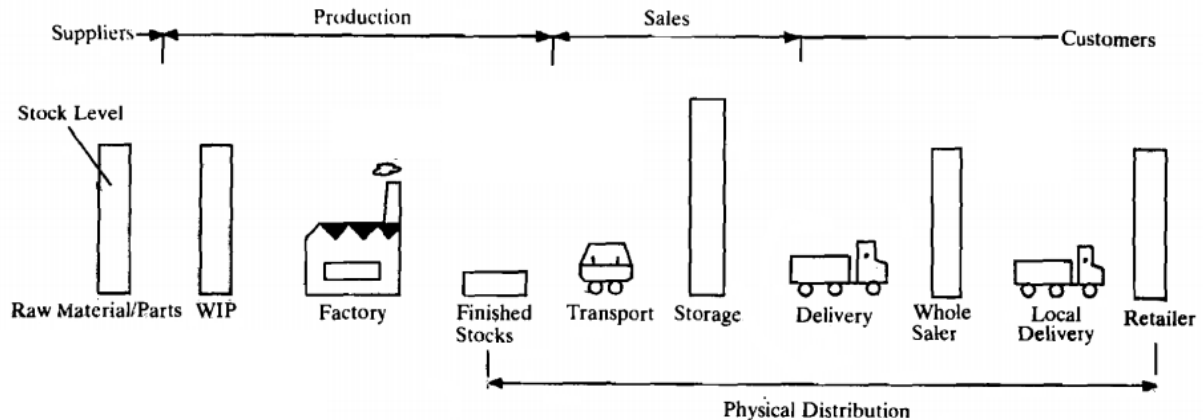 Suppliers
Production
Sales
Customers
Stock Level
Raw Material/Parts
WIP
Factory
Finished
Stocks
Transport
Storage
Delivery
Whole
Saler
Local
Delivery
Retailer
Physical Distribution